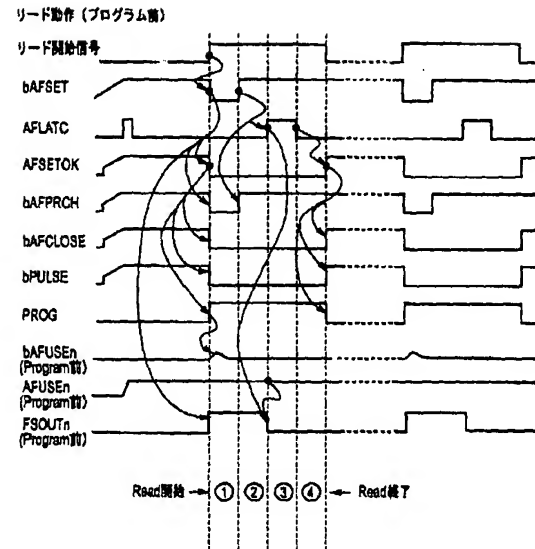 リード動作（プログラム前）
リード開始信号
bAFSET
AFLATC
AFSETOK
bAFPRCH
bAFCLOSE
bPULSE
PROG
bAFUSEn
(Program前)
AFUSEn
(Program前)
FSOUTn
(Program前)
Read開始 ① ② ③ ④ Read終了